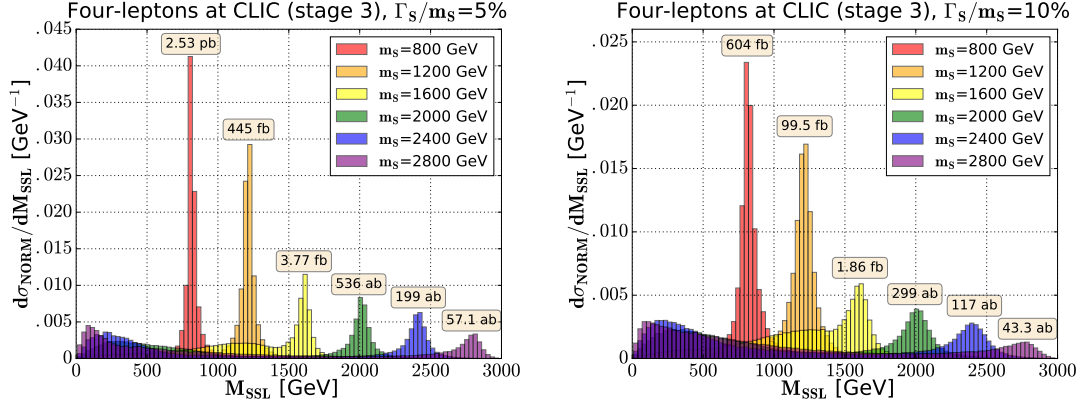 Four-leptons at CLIC (stage 3), Γ_S/m_S=5%
dσ_NORM/dM_SSL [GeV⁻¹]
.045
.040
.035
.030
.025
.020
.015
.010
.005
0
2.53 pb
445 fb
3.77 fb
536 ab
199 ab
57.1 ab
m_S=800 GeV
m_S=1200 GeV
m_S=1600 GeV
m_S=2000 GeV
m_S=2400 GeV
m_S=2800 GeV
0 500 1000 1500 2000 2500 3000
M_SSL [GeV]
Four-leptons at CLIC (stage 3), Γ_S/m_S=10%
dσ_NORM/dM_SSL [GeV⁻¹]
.025
.020
.015
.010
.005
0
604 fb
99.5 fb
1.86 fb
299 ab
117 ab
43.3 ab
m_S=800 GeV
m_S=1200 GeV
m_S=1600 GeV
m_S=2000 GeV
m_S=2400 GeV
m_S=2800 GeV
0 500 1000 1500 2000 2500 3000
M_SSL [GeV]